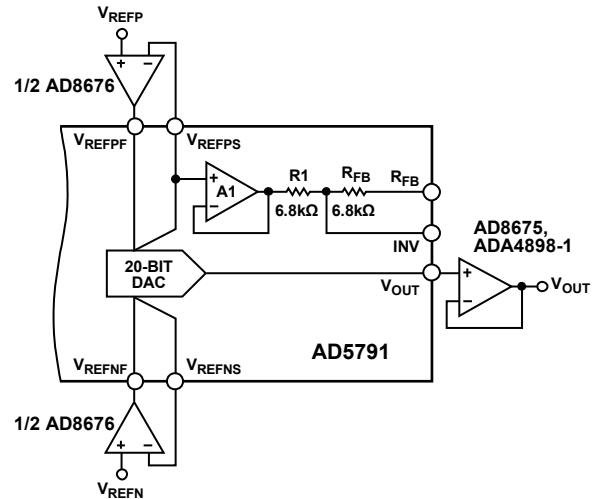 VREFP
+ −
1/2 AD8676
VREFPF
VREFPS
+
−
A1
R1
6.8kΩ
RFB
6.8kΩ
RFB
INV
20-BIT
DAC
VOUT
AD8675,
ADA4898-1
+
−
VOUT
AD5791
VREFNF
VREFNS
1/2 AD8676
+ −
VREFN